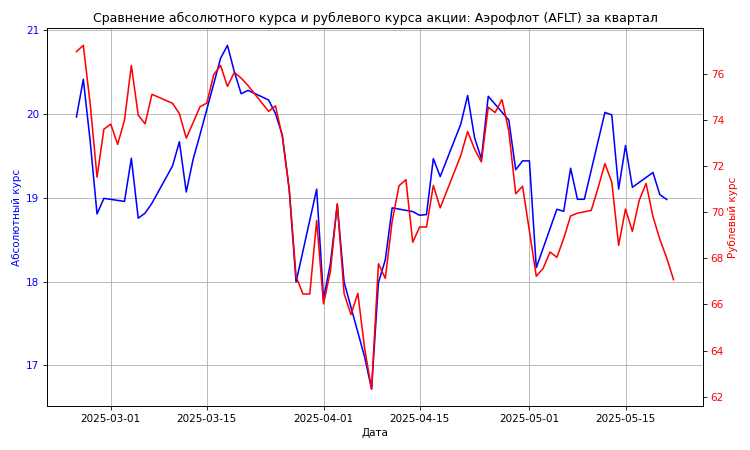 Сравнение абсолютного курса и рублевого курса акции: Аэрофлот (AFLT) за квартал
21
20
19
18
17
Абсолютный курс
76
74
72
70
68
66
64
62
Рублевый курс
2025-03-01 2025-03-15 2025-04-01 2025-04-15 2025-05-01 2025-05-15
Дата